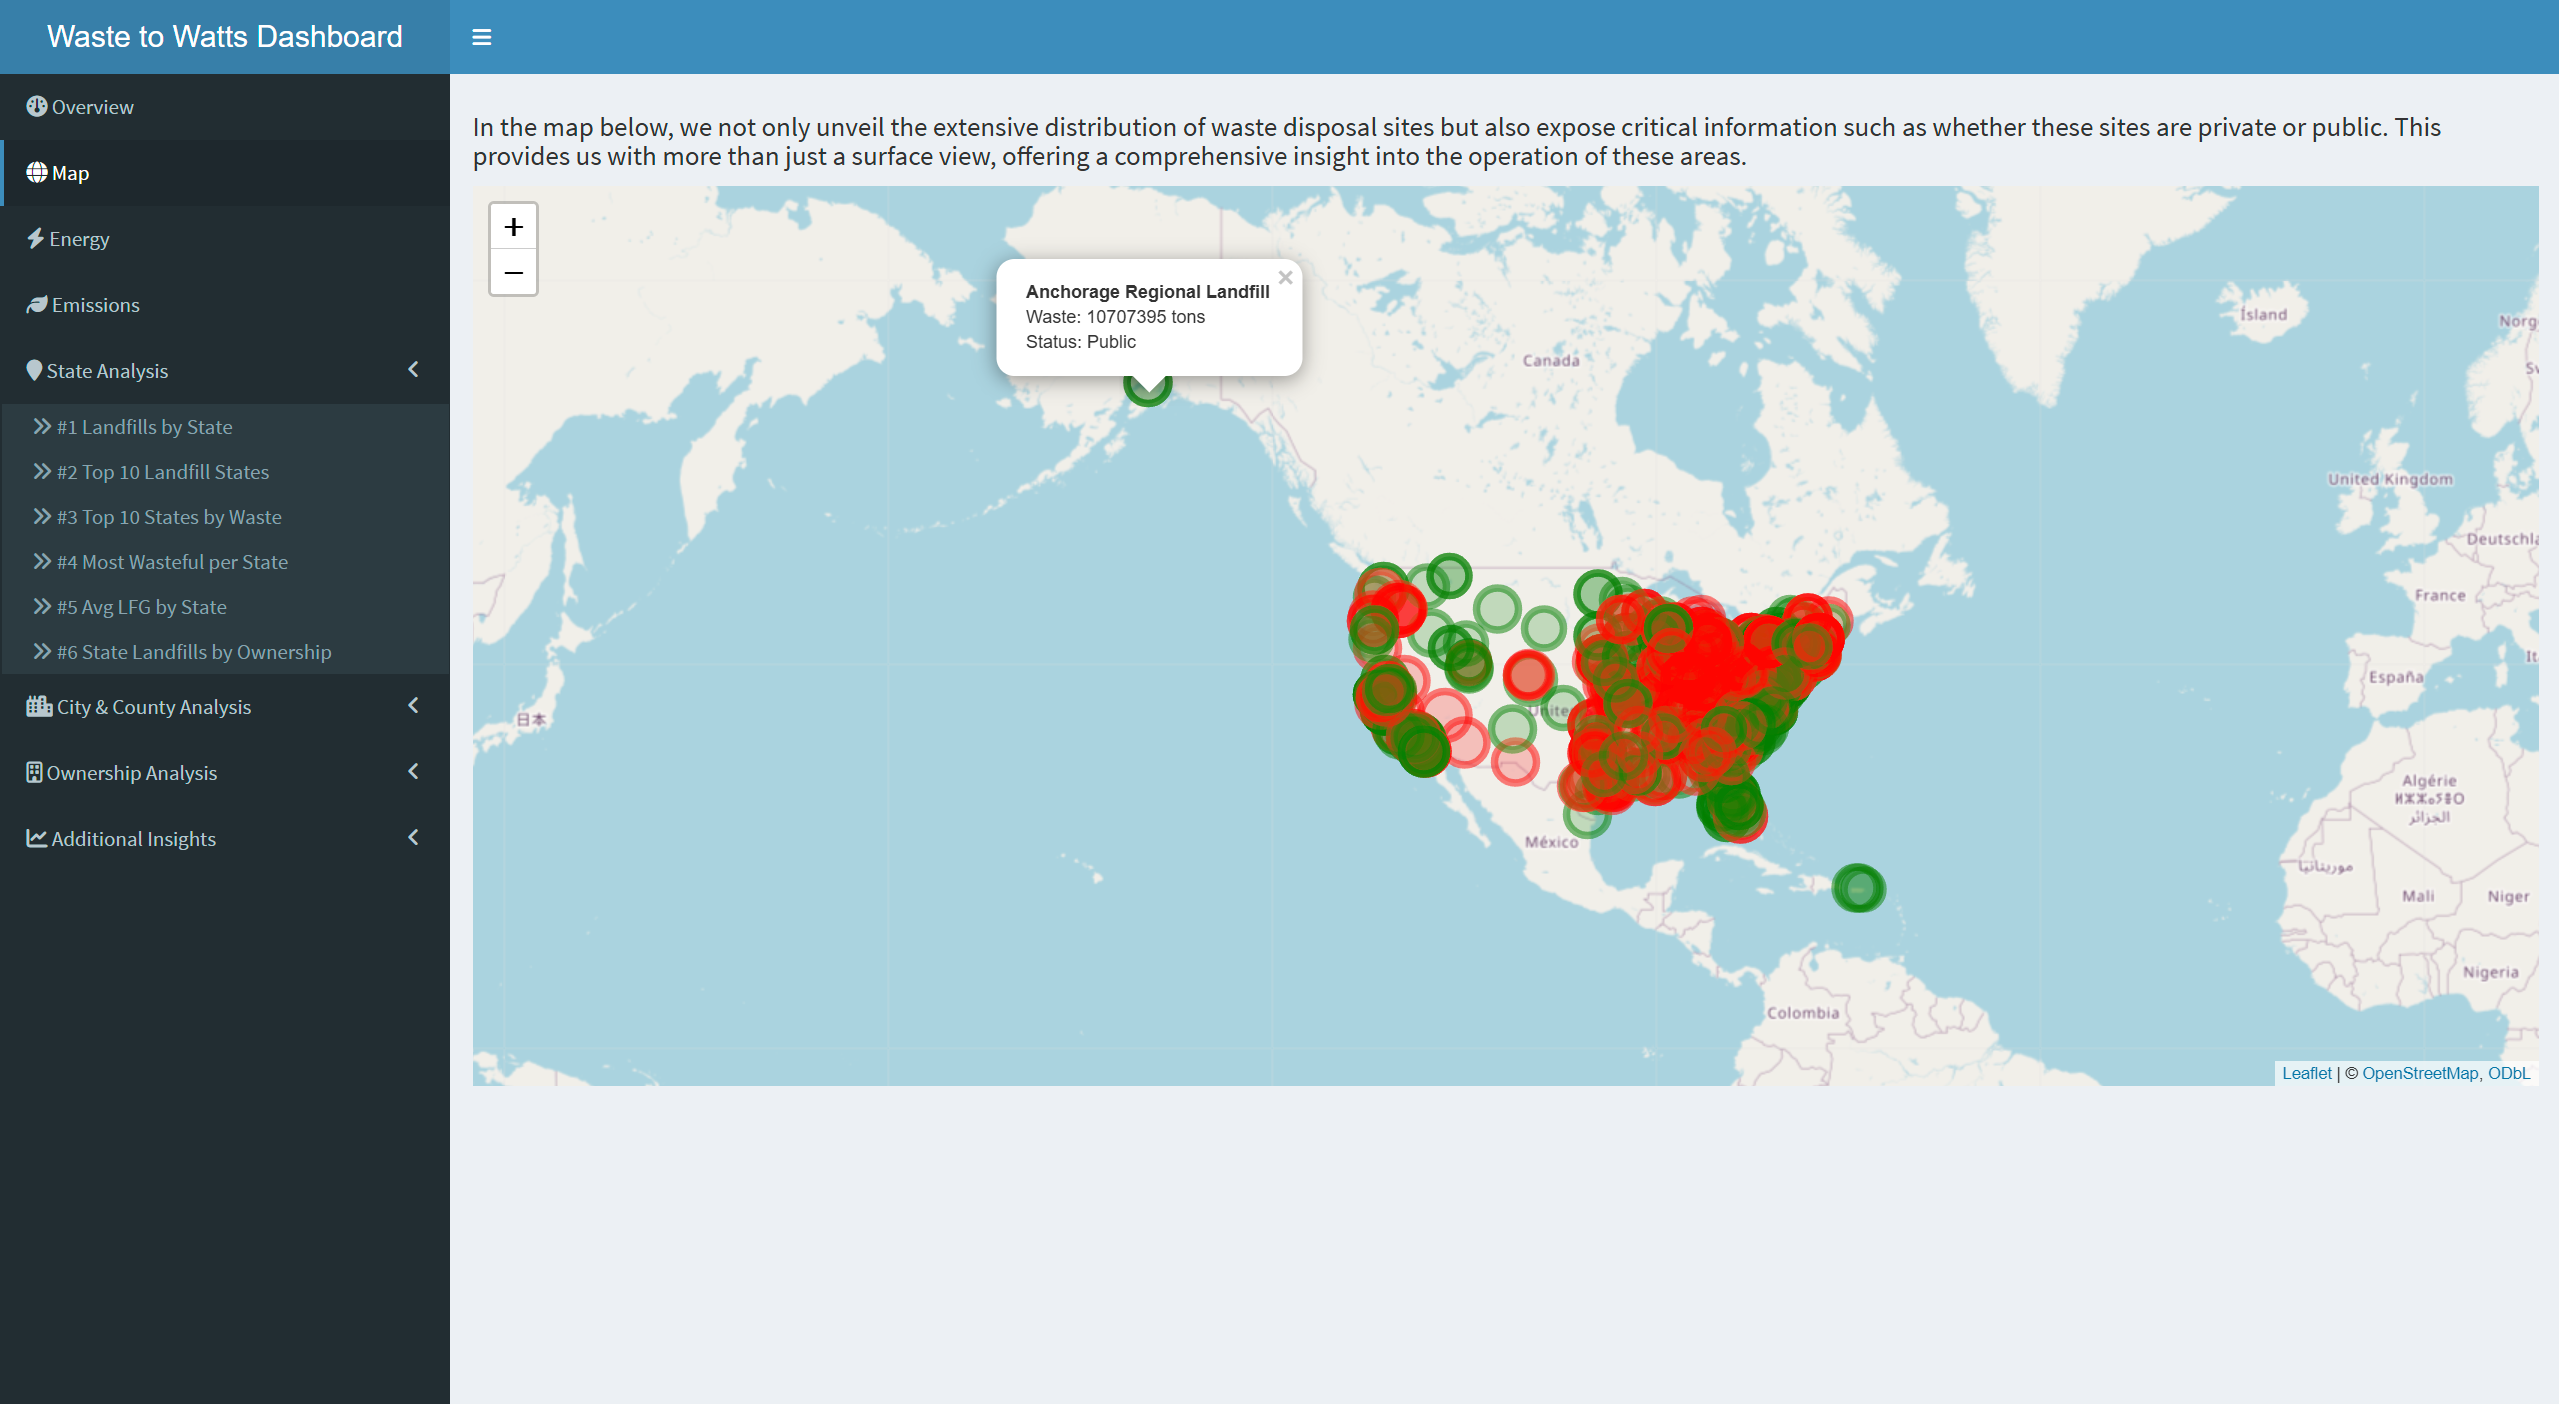 Waste to Watts Dashboard
Overview
Map
Energy
Emissions
State Analysis
#1 Landfills by State
#2 Top 10 Landfill States
#3 Top 10 States by Waste
#4 Most Wasteful per State
#5 Avg LFG by State
#6 State Landfills by Ownership
City & County Analysis
Ownership Analysis
Additional Insights
In the map below, we not only unveil the extensive distribution of waste disposal sites but also expose critical information such as whether these sites are private or public. This
provides us with more than just a surface view, offering a comprehensive insight into the operation of these areas.
+
−
Anchorage Regional Landfill
Waste: 10707395 tons
Status: Public
×
Canada
Ísland
Norg
United Kingdom
Deutschla
France
España
It
日本
Unite
México
Algérie
الجزائر
موريتانيا
Mali
Niger
Nigeria
Colombia
Leaflet | © OpenStreetMap, ODbL